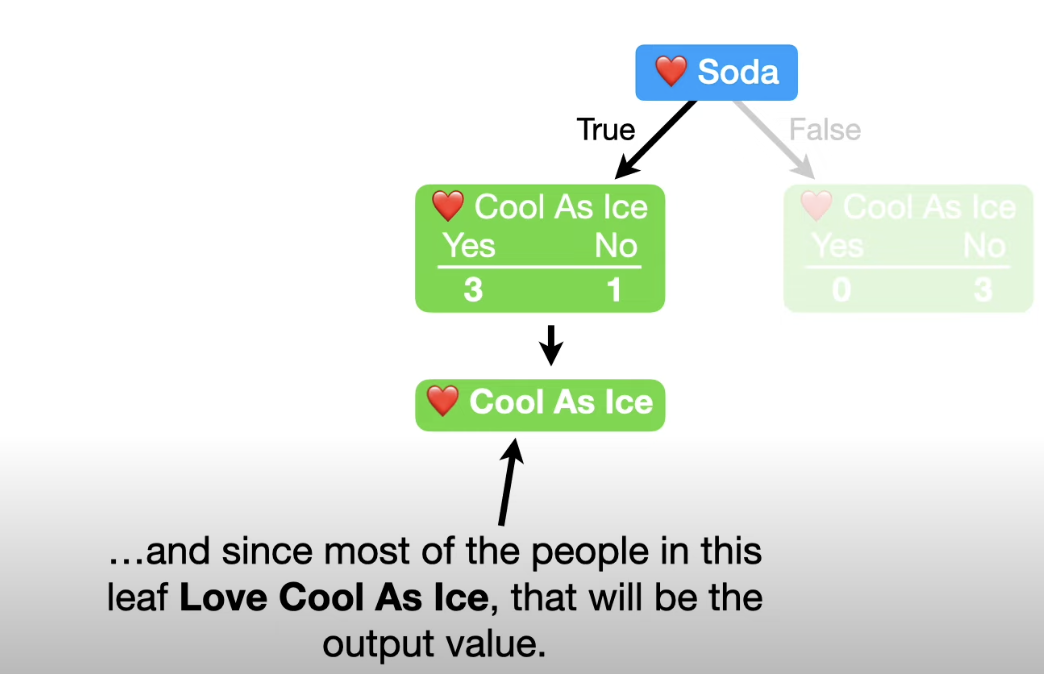 ❤️ Soda
True
False
❤️ Cool As Ice
Yes No
3 1
❤️ Cool As Ice
Yes No
0 3
❤️ Cool As Ice
…and since most of the people in this
leaf Love Cool As Ice, that will be the
output value.